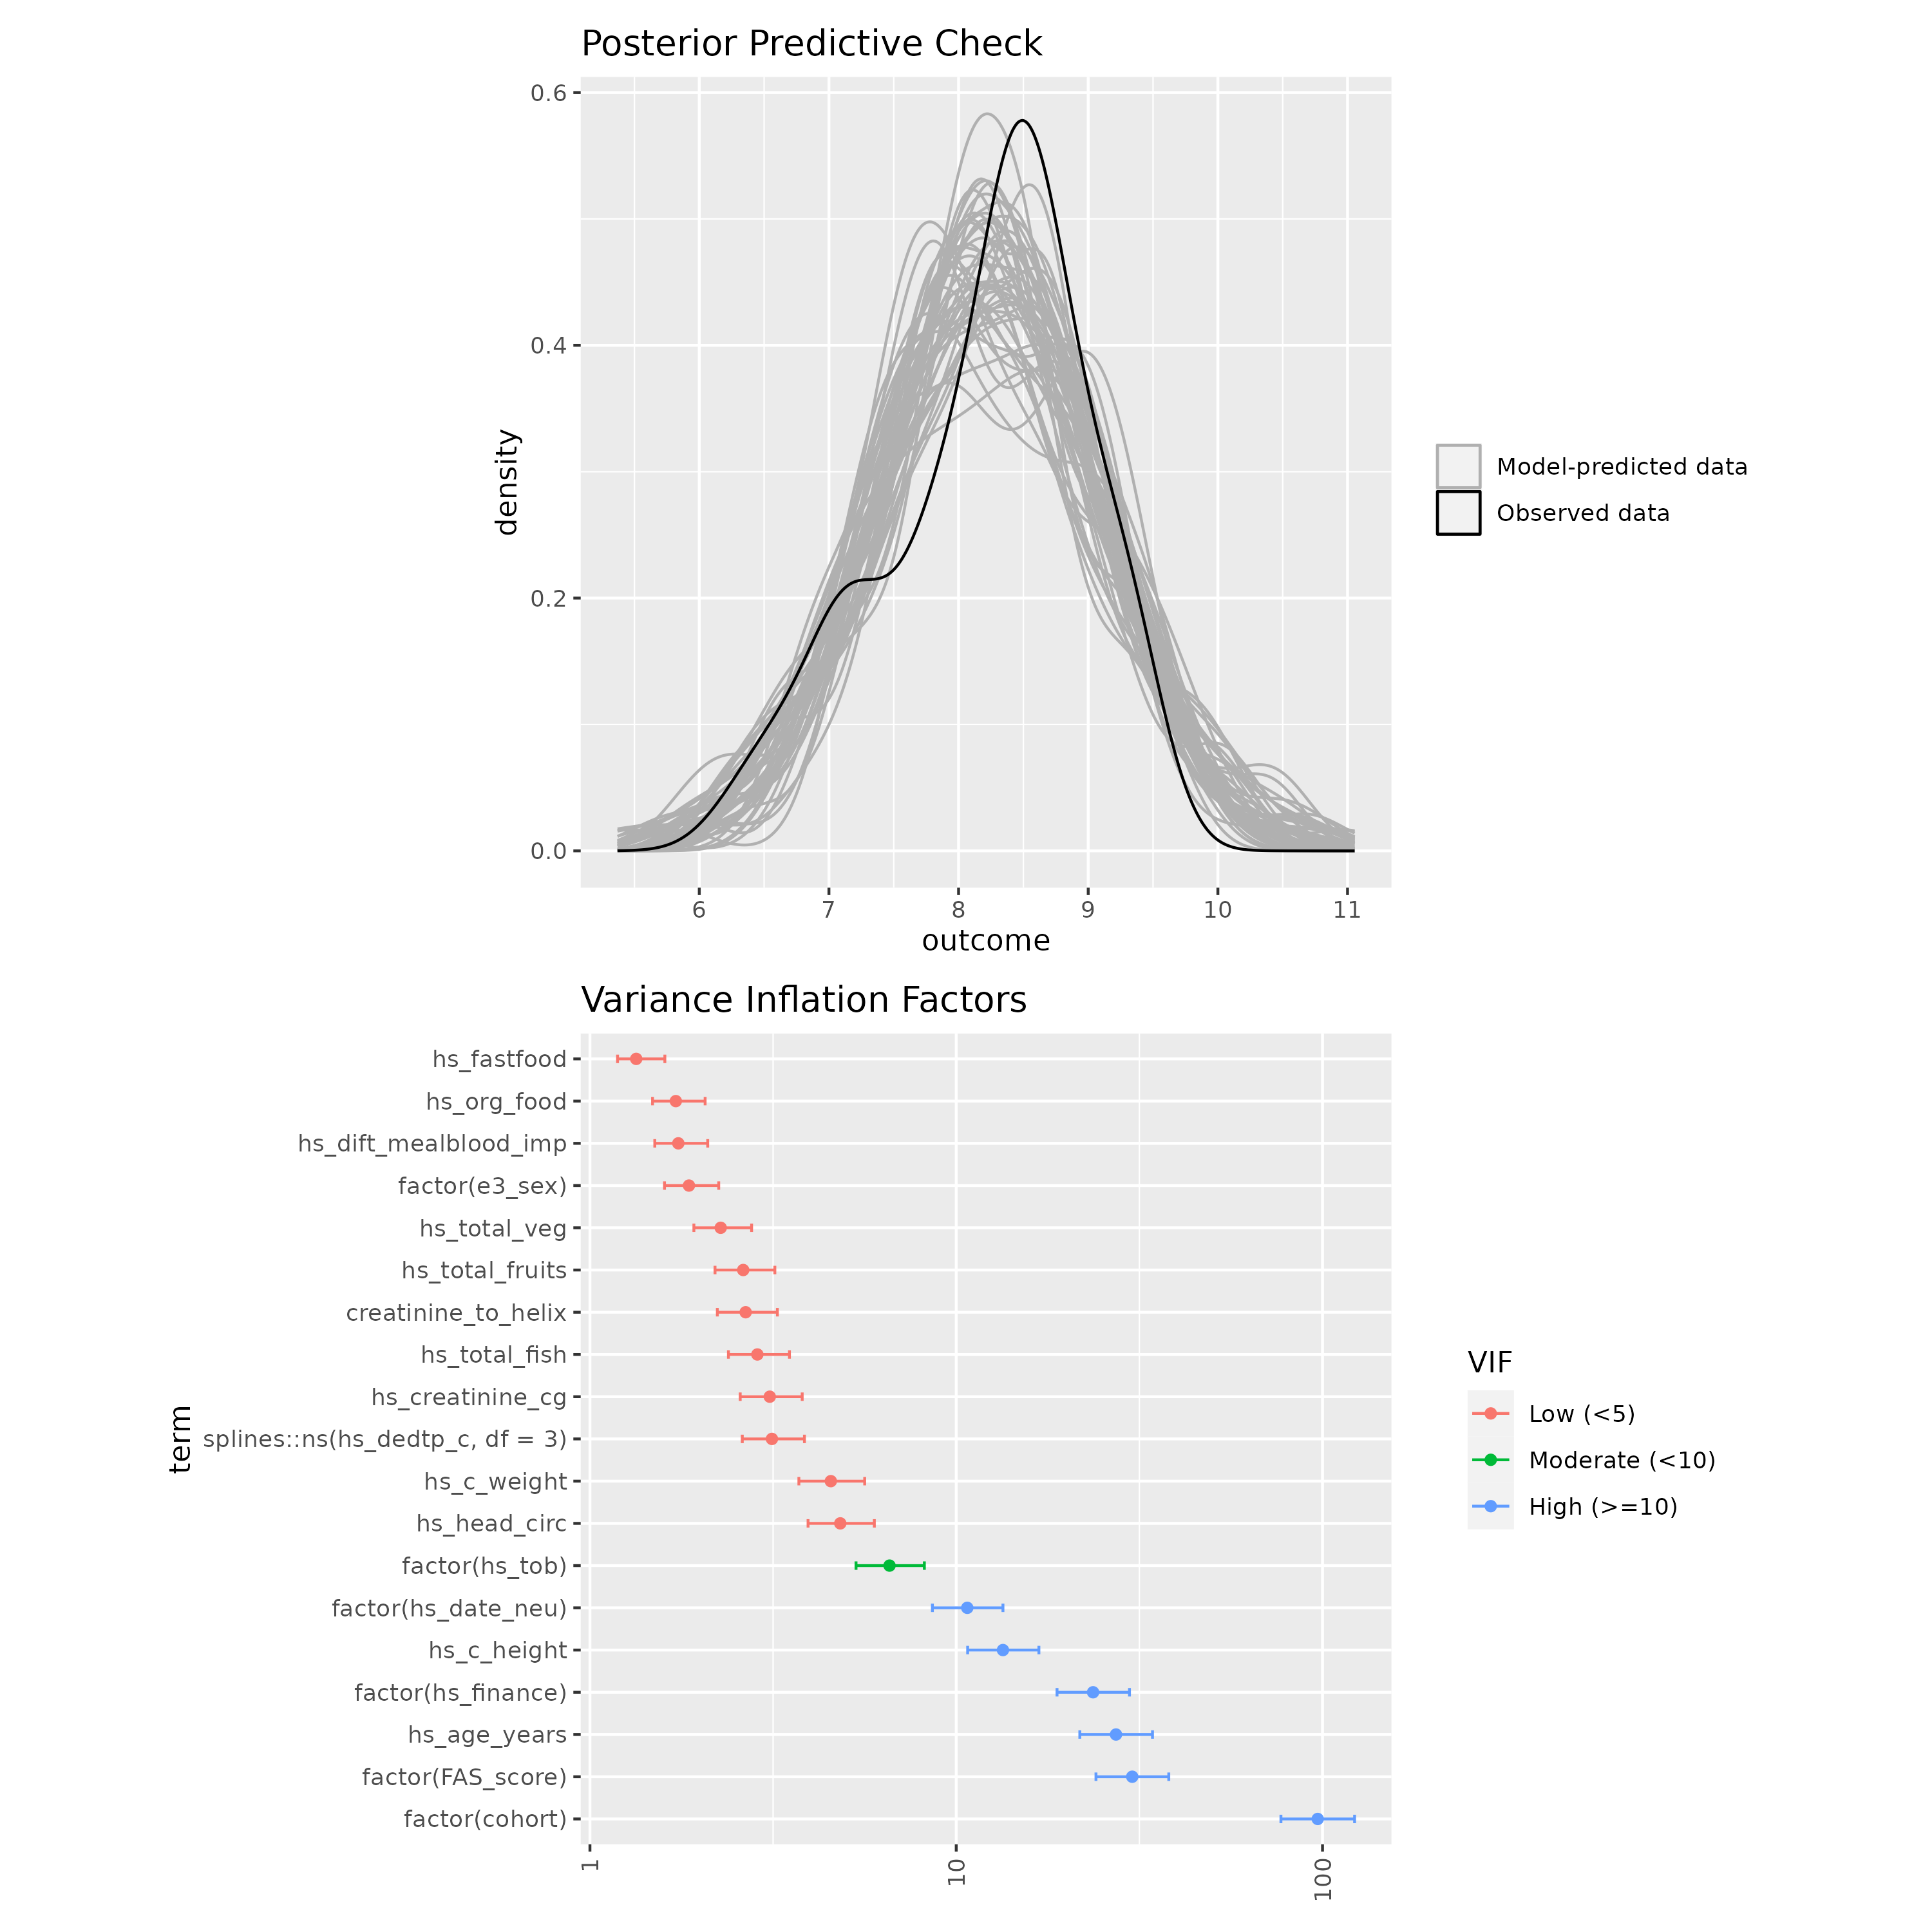 Posterior Predictive Check
0.6
0.4
0.2
0.0
density
6 7 8 9 10 11
outcome
Model-predicted data
Observed data
Variance Inflation Factors
hs_fastfood
hs_org_food
hs_dift_mealblood_imp
factor(e3_sex)
hs_total_veg
hs_total_fruits
creatinine_to_helix
hs_total_fish
hs_creatinine_cg
splines::ns(hs_dedtp_c, df = 3)
hs_c_weight
hs_head_circ
factor(hs_tob)
factor(hs_date_neu)
hs_c_height
factor(hs_finance)
hs_age_years
factor(FAS_score)
factor(cohort)
term
1 10 100
VIF
Low (<5)
Moderate (<10)
High (>=10)